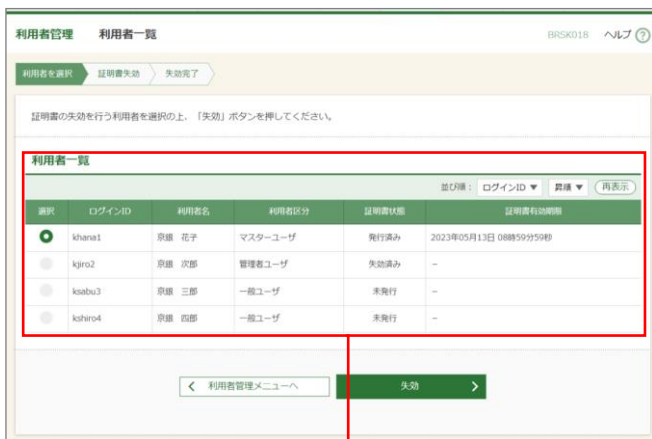 利用者管理 利用者一覧 BRSK018 ヘルプ ?
利用者を選択 証明書失効 失効完了
証明書の失効を行う利用者を選択の上、「失効」ボタンを押してください。
利用者一覧
並び順： ログインID ▼ 昇順 ▼ 再表示
選択 ログインID 利用者名 利用者区分 証明書状態 証明書有効期限
khana1 京銀 花子 マスターユーザ 発行済み 2023年05月13日 08時59分59秒
kjiro2 京銀 次郎 管理者ユーザ 失効済み －
ksabu3 京銀 三郎 一般ユーザ 未発行 －
kshiro4 京銀 四郎 一般ユーザ 未発行 －
利用者管理メニューへ 失効